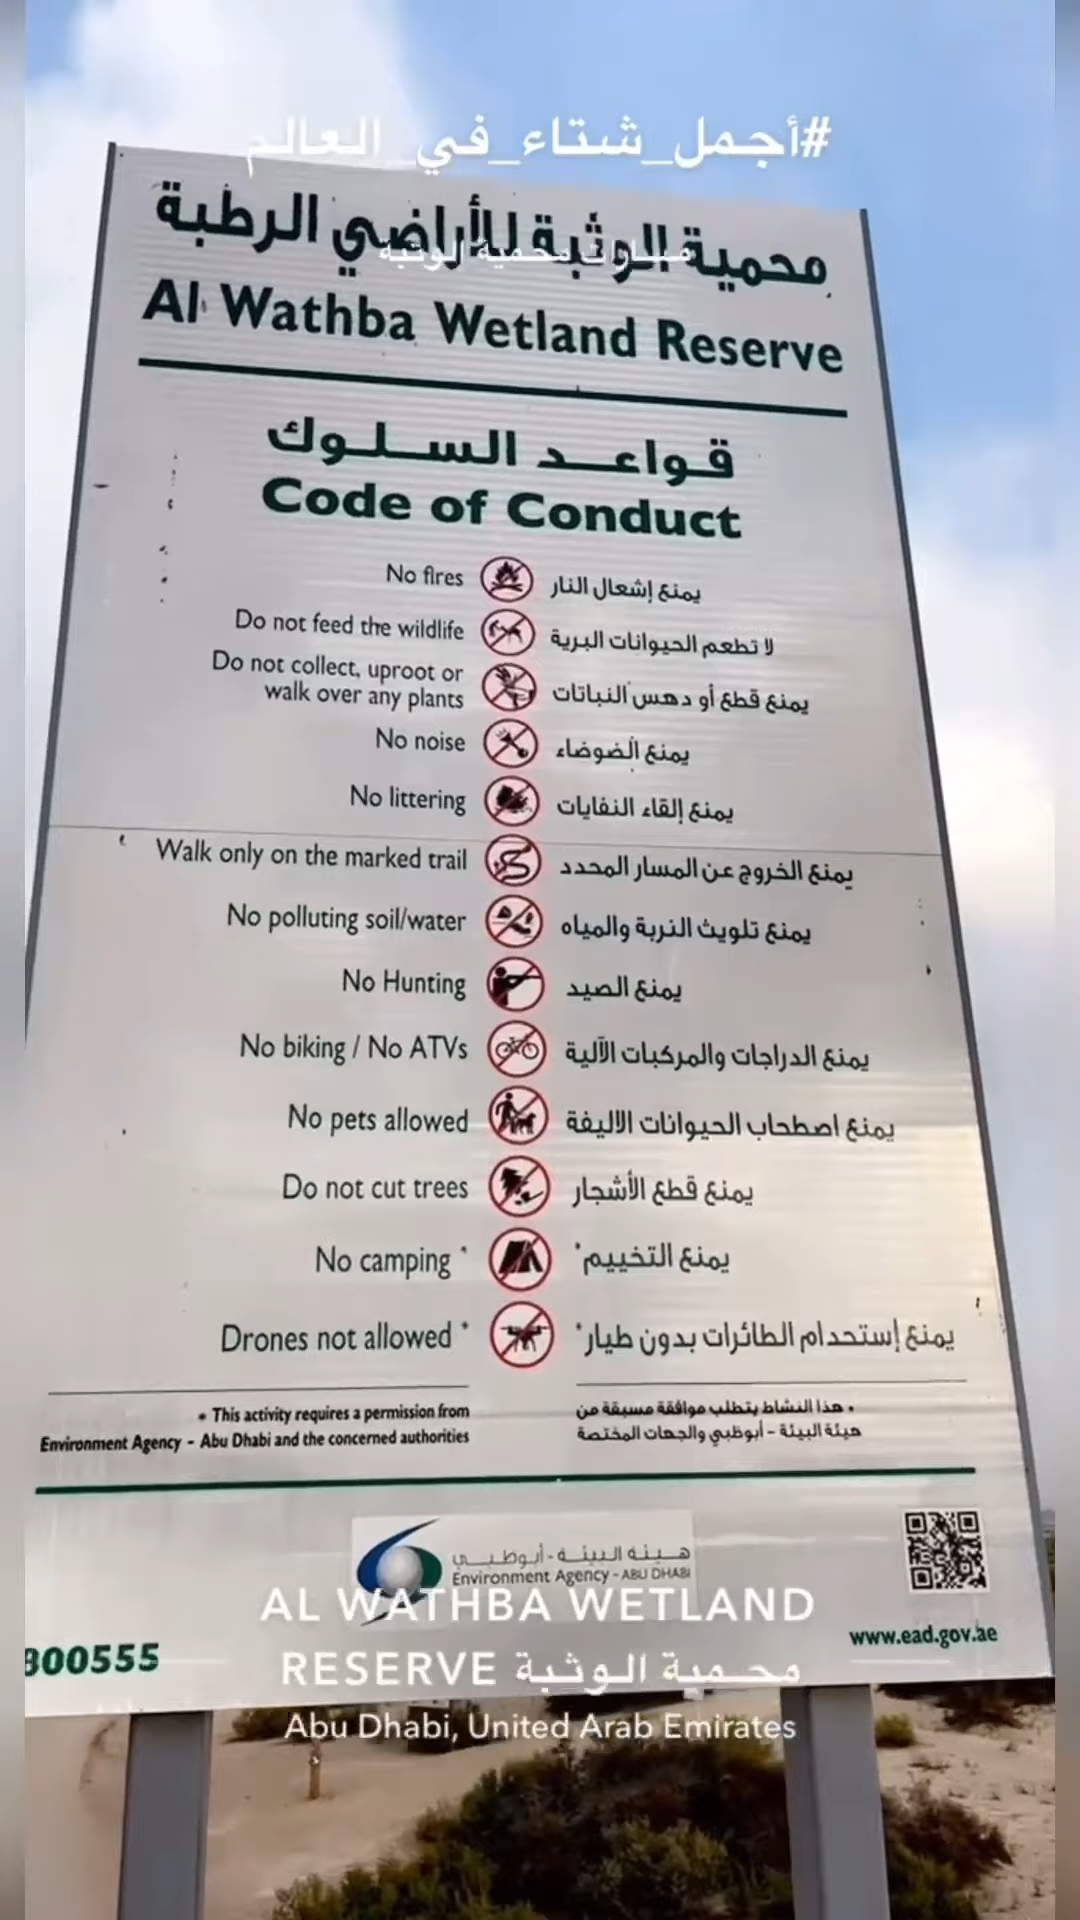 #أجمل_شتاء_في_العالم
محمية الوثبة للأراضي الرطبة
مسارات محمية الوثبة
Al Wathba Wetland Reserve
قواعد السلوك
Code of Conduct
No fires يمنع إشعال النار
Do not feed the wildlife لا تطعم الحيوانات البرية
Do not collect, uproot or
walk over any plants يمنع قطع أو دهس النباتات
No noise يمنع الضوضاء
No littering يمنع إلقاء النفايات
Walk only on the marked trail يمنع الخروج عن المسار المحدد
No polluting soil/water يمنع تلويث التربة والمياه
No Hunting يمنع الصيد
No biking / No ATVs يمنع الدراجات والمركبات الآلية
No pets allowed يمنع اصطحاب الحيوانات الاليفة
Do not cut trees يمنع قطع الأشجار
No camping * يمنع التخييم*
Drones not allowed * يمنع إستخدام الطائرات بدون طيار*
• This activity requires a permission from
Environment Agency - Abu Dhabi and the concerned authorities
• هذا النشاط يتطلب موافقة مسبقة من
هيئة البيئة - أبوظبي والجهات المختصة
هيئة البيئة - أبوظبي
Environment Agency - ABU DHABI
AL WATHBA WETLAND
RESERVE محمية الوثبة
Abu Dhabi, United Arab Emirates
800555
www.ead.gov.ae